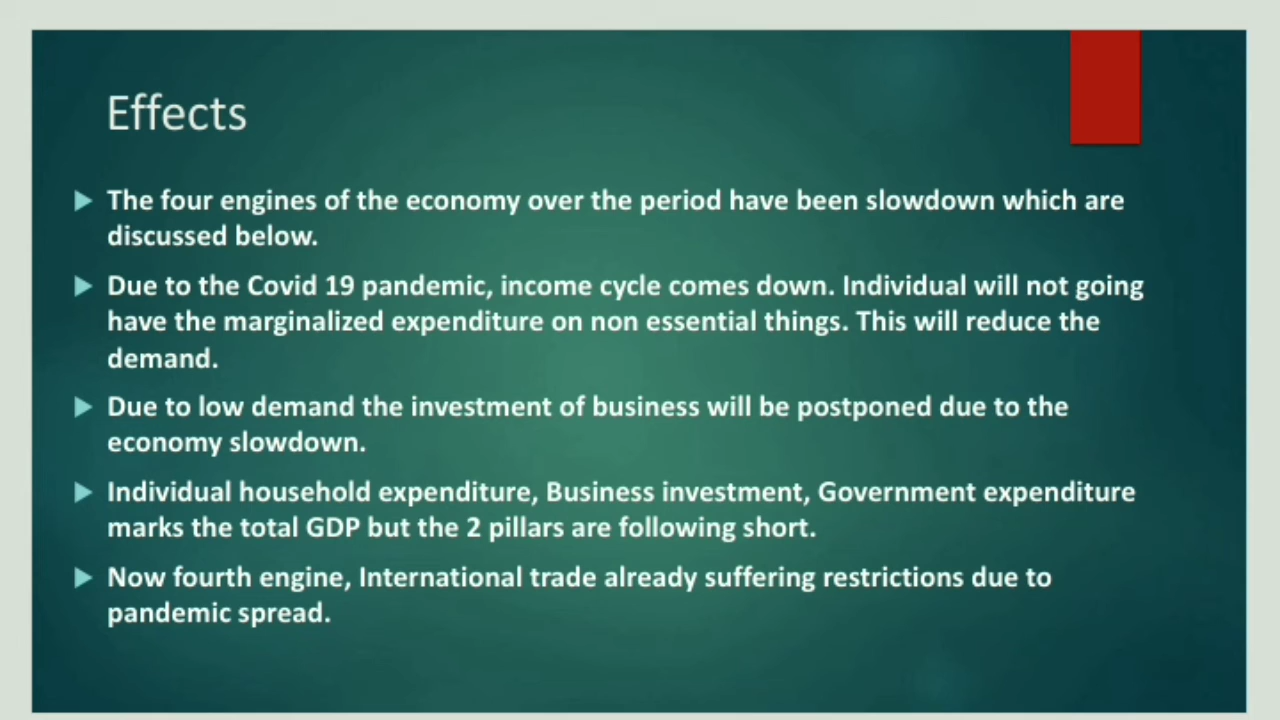 Effects
The four engines of the economy over the period have been slowdown which are
discussed below.
Due to the Covid 19 pandemic, income cycle comes down. Individual will not going
have the marginalized expenditure on non essential things. This will reduce the
demand.
Due to low demand the investment of business will be postponed due to the
economy slowdown.
Individual household expenditure, Business investment, Government expenditure
marks the total GDP but the 2 pillars are following short.
Now fourth engine, International trade already suffering restrictions due to
pandemic spread.